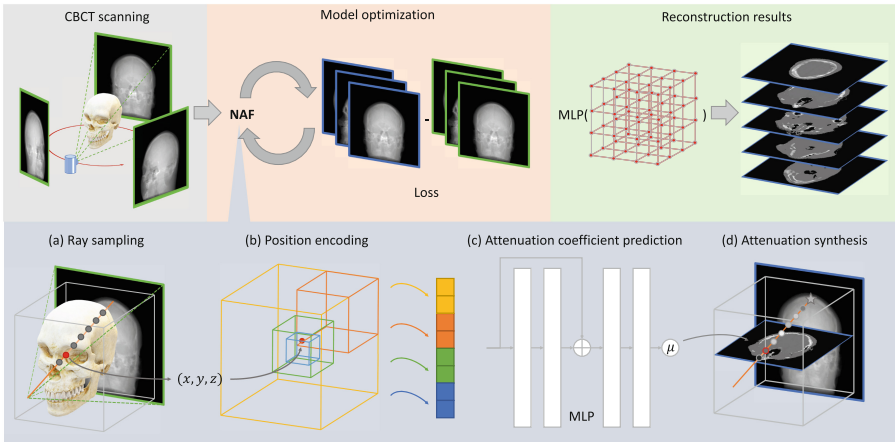 CBCT scanning
Model optimization
Reconstruction results
NAF
-
Loss
MLP( )
(a) Ray sampling
(b) Position encoding
(c) Attenuation coefficient prediction
(d) Attenuation synthesis
(x, y, z)
μ
MLP